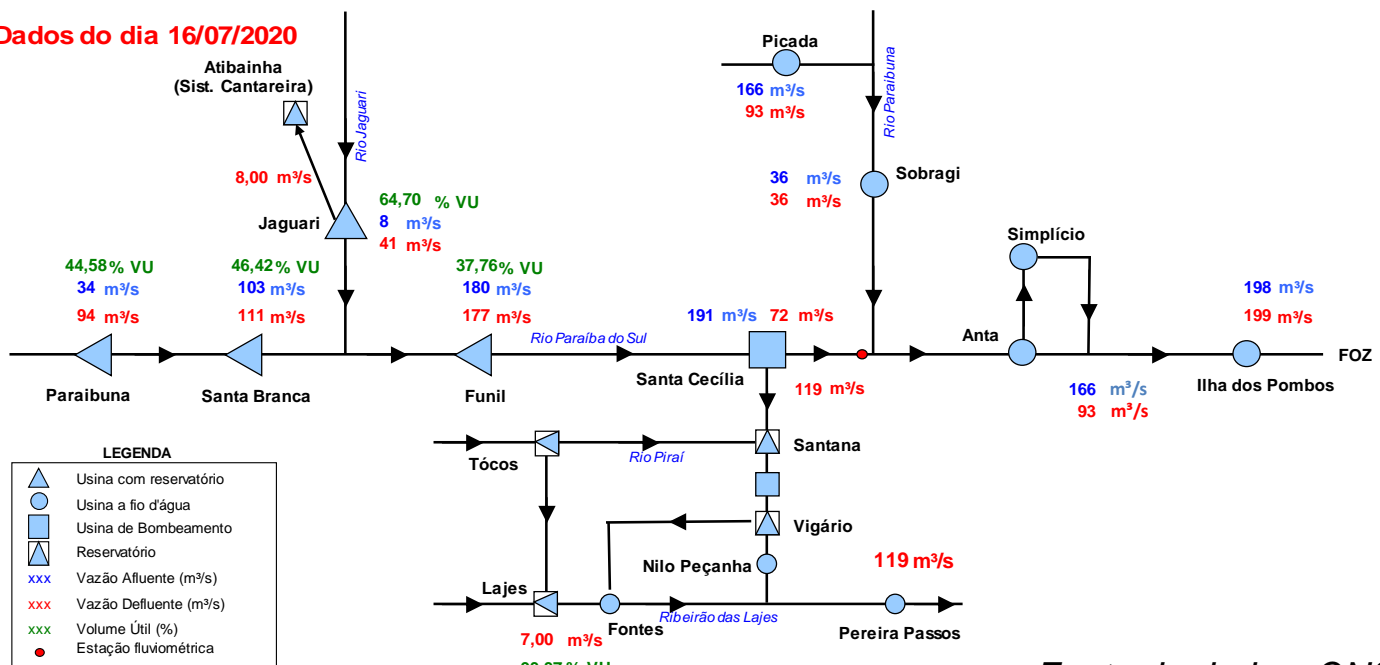 Dados do dia 16/07/2020
Atibainha
(Sist. Cantareira)
Rio Jaguari
8,00 m³/s
Jaguari
64,70 % VU
8 m³/s
41 m³/s
Picada
166 m³/s
93 m³/s
Rio Paraibuna
36 m³/s
36 m³/s
Sobragi
44,58 % VU
34 m³/s
94 m³/s
Paraibuna
46,42 % VU
103 m³/s
111 m³/s
Santa Branca
37,76 % VU
180 m³/s
177 m³/s
Funil
Rio Paraíba do Sul
191 m³/s 72 m³/s
Santa Cecília
119 m³/s
Simplício
Anta
166 m³/s
93 m³/s
198 m³/s
199 m³/s
Ilha dos Pombos
FOZ
Tócos
Rio Piraí
Santana
Vigário
Nilo Peçanha
119 m³/s
Lajes
Fontes
Ribeirão das Lajes
Pereira Passos
7,00 m³/s
% VU
LEGENDA
Usina com reservatório
Usina a fio d'água
Usina de Bombeamento
Reservatório
xxx Vazão Afluente (m³/s)
xxx Vazão Defluente (m³/s)
xxx Volume Útil (%)
Estação fluviométrica